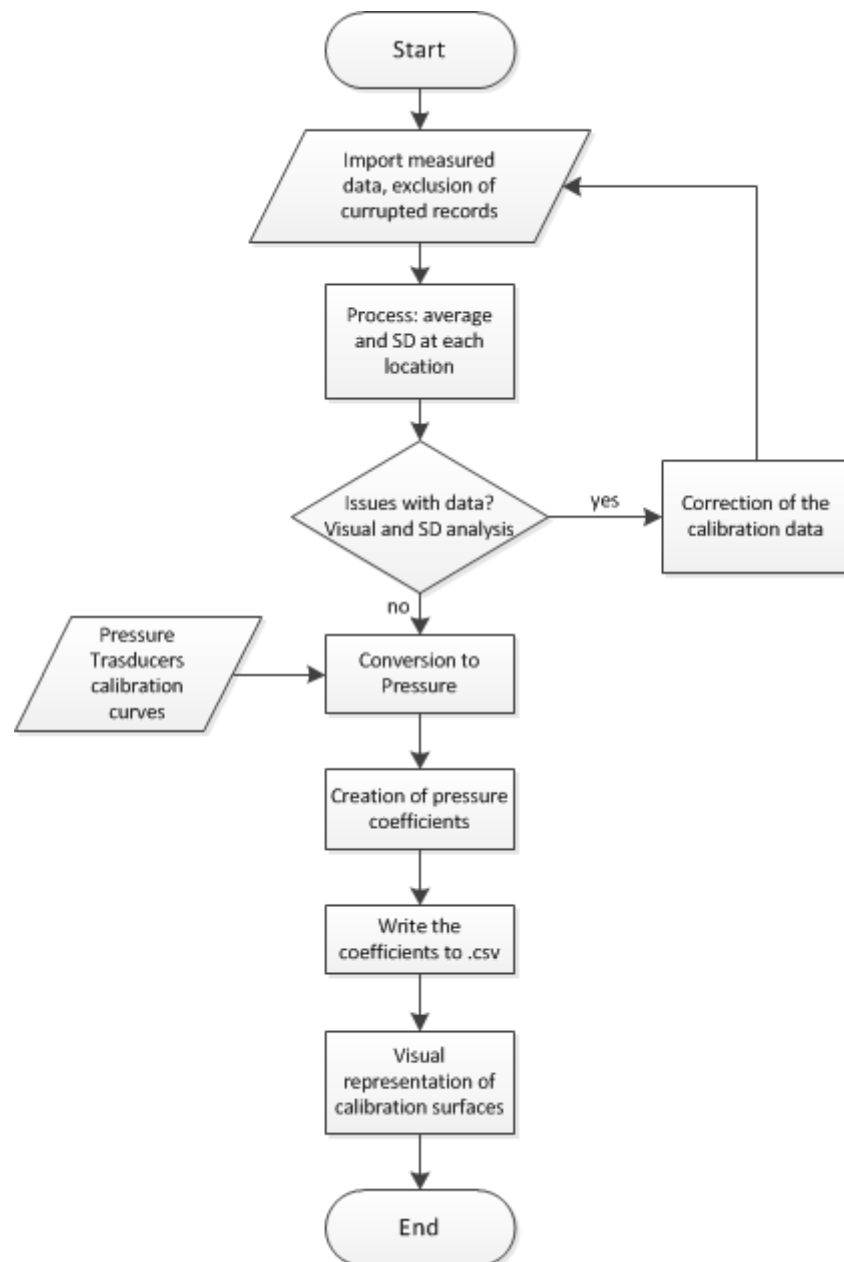 Start
Import measured
data, exclusion of
currupted records
Process: average
and SD at each
location
Issues with data?
Visual and SD analysis
yes
Correction of the
calibration data
no
Pressure
Trasducers
calibration
curves
Conversion to
Pressure
Creation of pressure
coefficients
Write the
coefficients to .csv
Visual
representation of
calibration surfaces
End